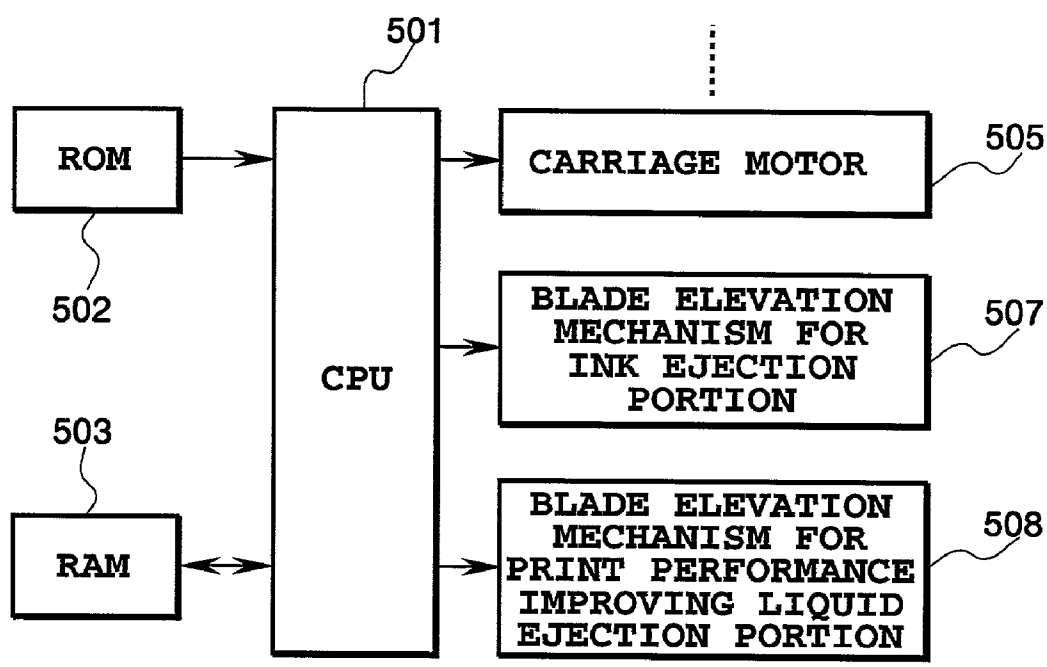 501
ROM
502
CPU
503
RAM
CARRIAGE MOTOR
505
BLADE ELEVATION
MECHANISM FOR
INK EJECTION
PORTION
507
BLADE ELEVATION
MECHANISM FOR
PRINT PERFORMANCE
IMPROVING LIQUID
EJECTION PORTION
508